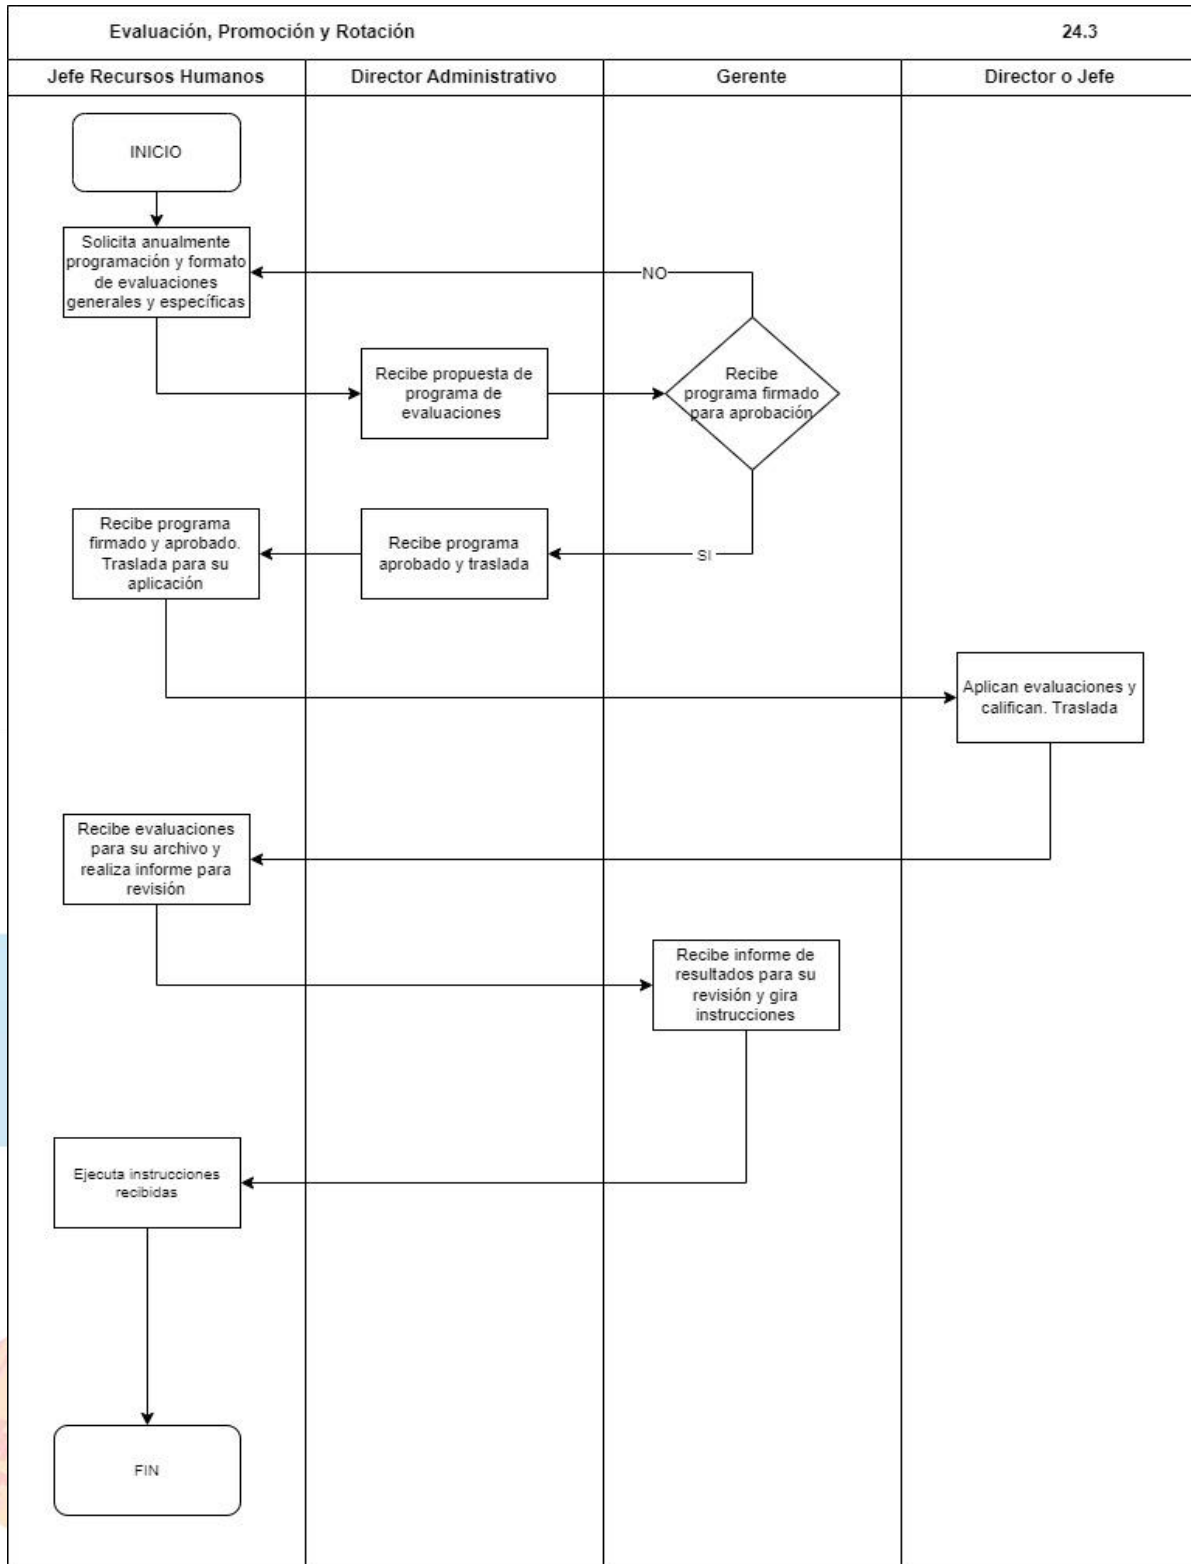 Evaluación, Promoción y Rotación 24.3
Jefe Recursos Humanos Director Administrativo Gerente Director o Jefe
INICIO
Solicita anualmente
programación y formato
de evaluaciones
generales y específicas
NO
Recibe propuesta de
programa de
evaluaciones
Recibe
programa firmado
para aprobación
SI
Recibe programa
aprobado y traslada
Recibe programa
firmado y aprobado.
Traslada para su
aplicación
Aplican evaluaciones y
califican. Traslada
Recibe evaluaciones
para su archivo y
realiza informe para
revisión
Recibe informe de
resultados para su
revisión y gira
instrucciones
Ejecuta instrucciones
recibidas
FIN